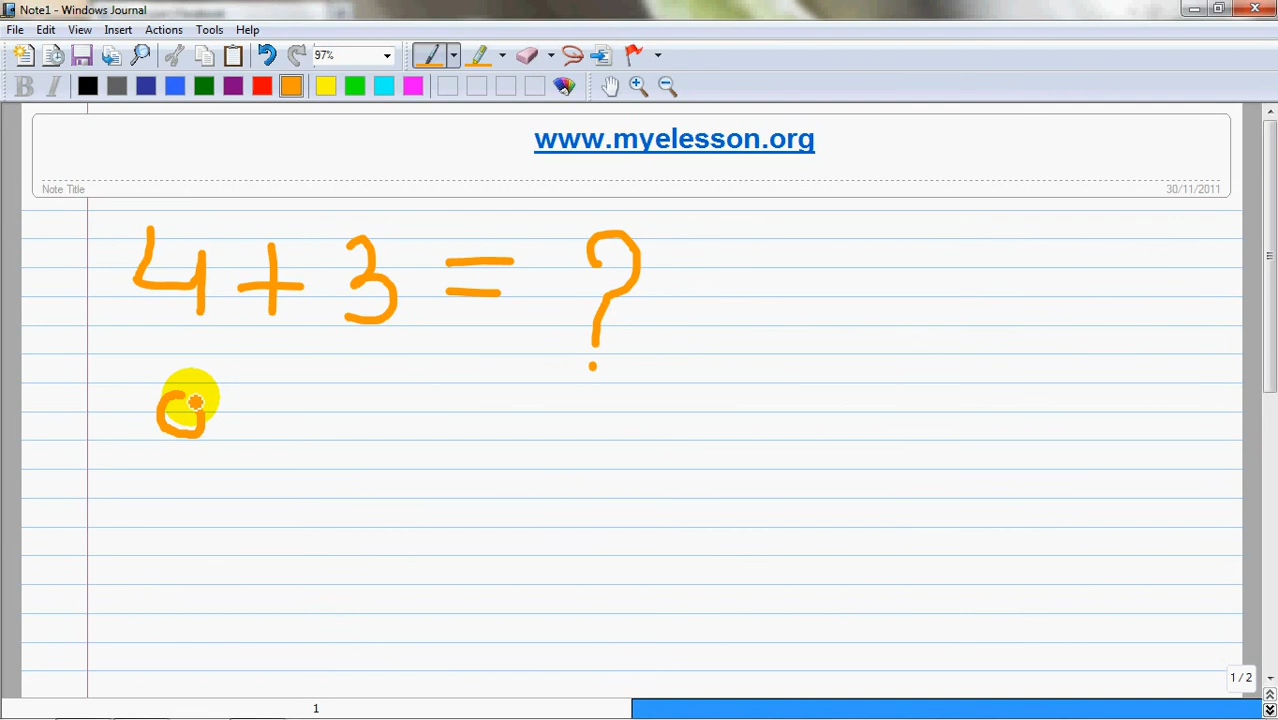 Note1 - Windows Journal
File Edit View Insert Actions Tools Help
97%
B I
www.myelesson.org
Note Title 30/11/2011
4 + 3 = ?
1 / 2
1